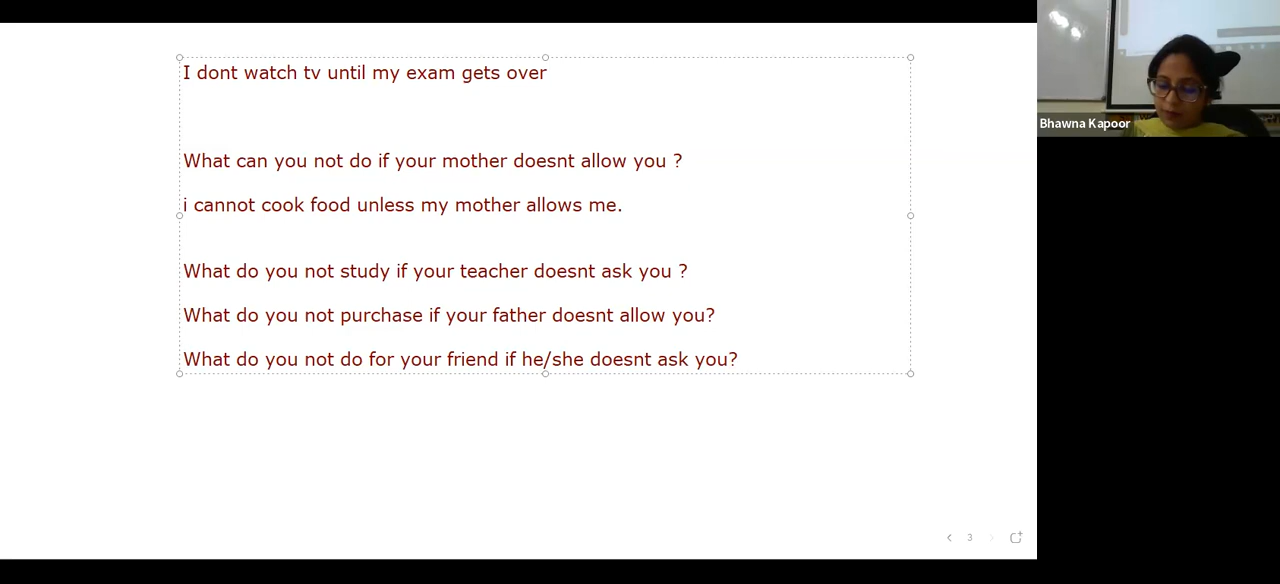 I dont watch tv until my exam gets over
What can you not do if your mother doesnt allow you ?
i cannot cook food unless my mother allows me.
What do you not study if your teacher doesnt ask you ?
What do you not purchase if your father doesnt allow you?
What do you not do for your friend if he/she doesnt ask you?
Bhawna Kapoor
3